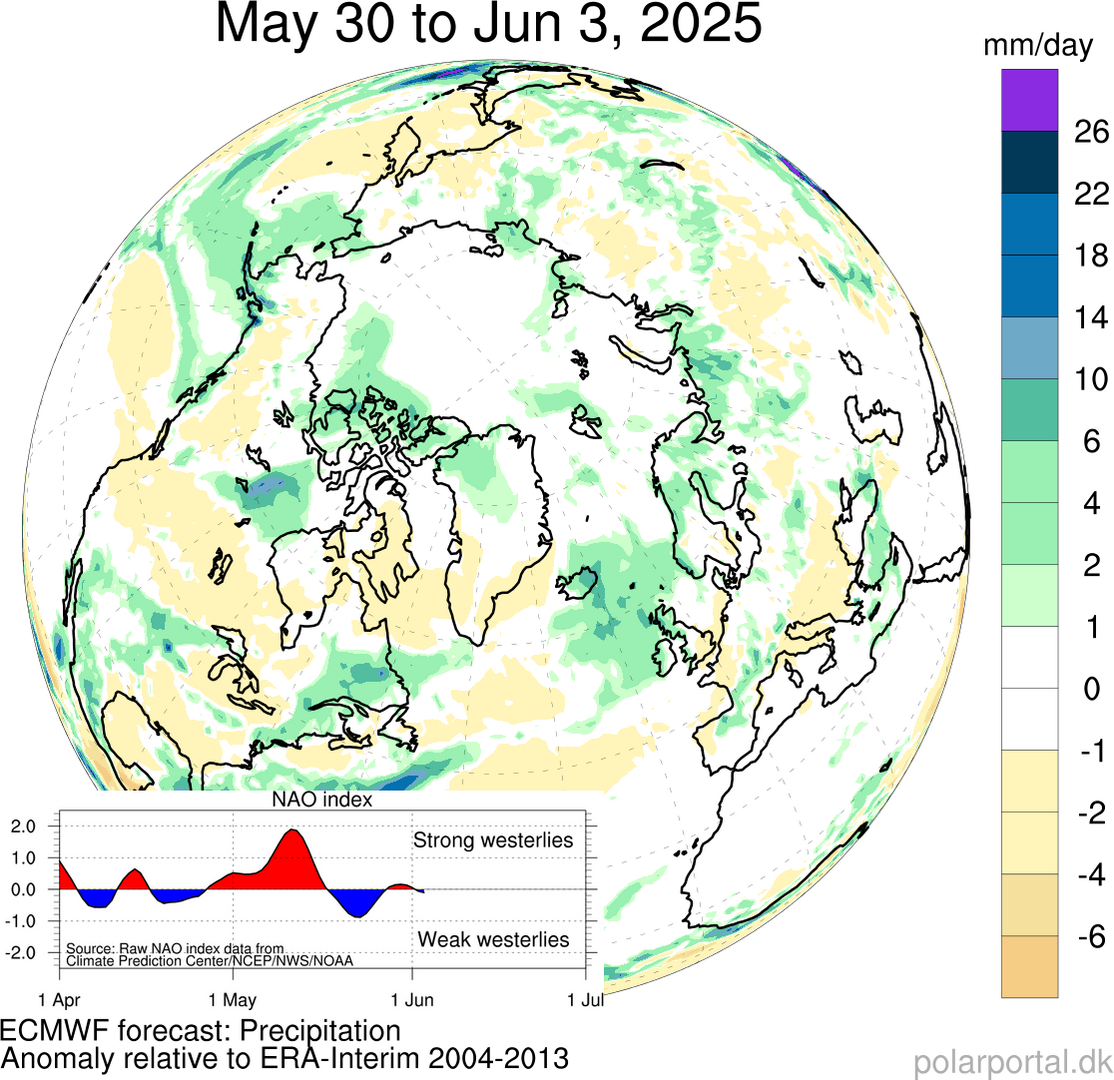 May 30 to Jun 3, 2025
mm/day
26
22
18
14
10
6
4
2
1
0
-1
-2
-4
-6
NAO index
2.0
1.0
0.0
-1.0
-2.0
Strong westerlies
Weak westerlies
Source: Raw NAO index data from
Climate Prediction Center/NCEP/NWS/NOAA
1 Apr 1 May 1 Jun 1 Jul
ECMWF forecast: Precipitation
Anomaly relative to ERA-Interim 2004-2013
polarportal.dk